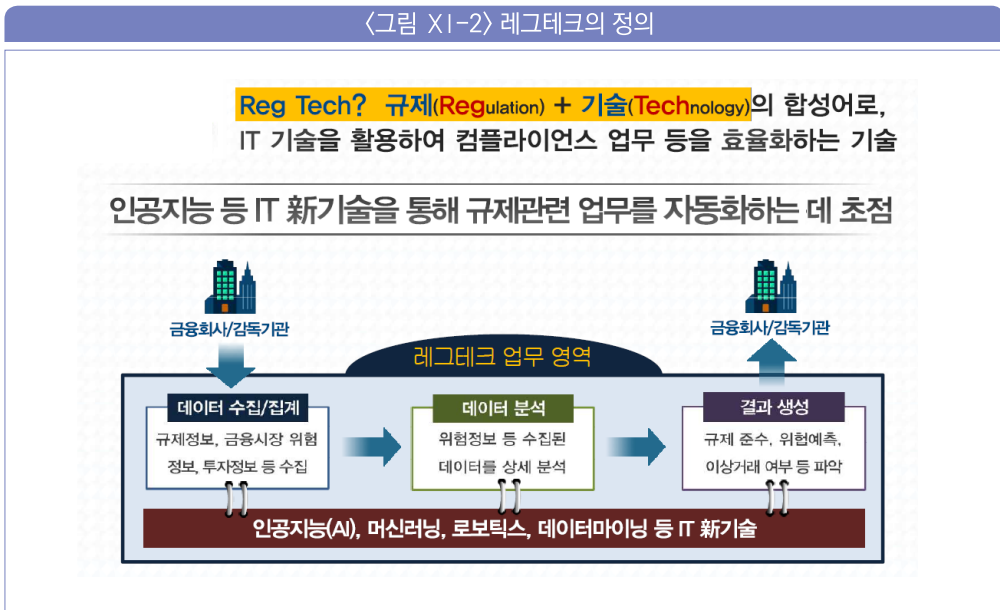 〈그림 XI-2〉 레그테크의 정의
Reg Tech? 규제(Regulation) + 기술(Technology)의 합성어로,
IT 기술을 활용하여 컴플라이언스 업무 등을 효율화하는 기술
인공지능 등 IT 新기술을 통해 규제관련 업무를 자동화하는 데 초점
금융회사/감독기관
금융회사/감독기관
레그테크 업무 영역
데이터 수집/집계
규제정보, 금융시장 위험
정보, 투자정보 등 수집
데이터 분석
위험정보 등 수집된
데이터를 상세 분석
결과 생성
규제 준수, 위험예측,
이상거래 여부 등 파악
인공지능(AI), 머신러닝, 로보틱스, 데이터마이닝 등 IT 新기술